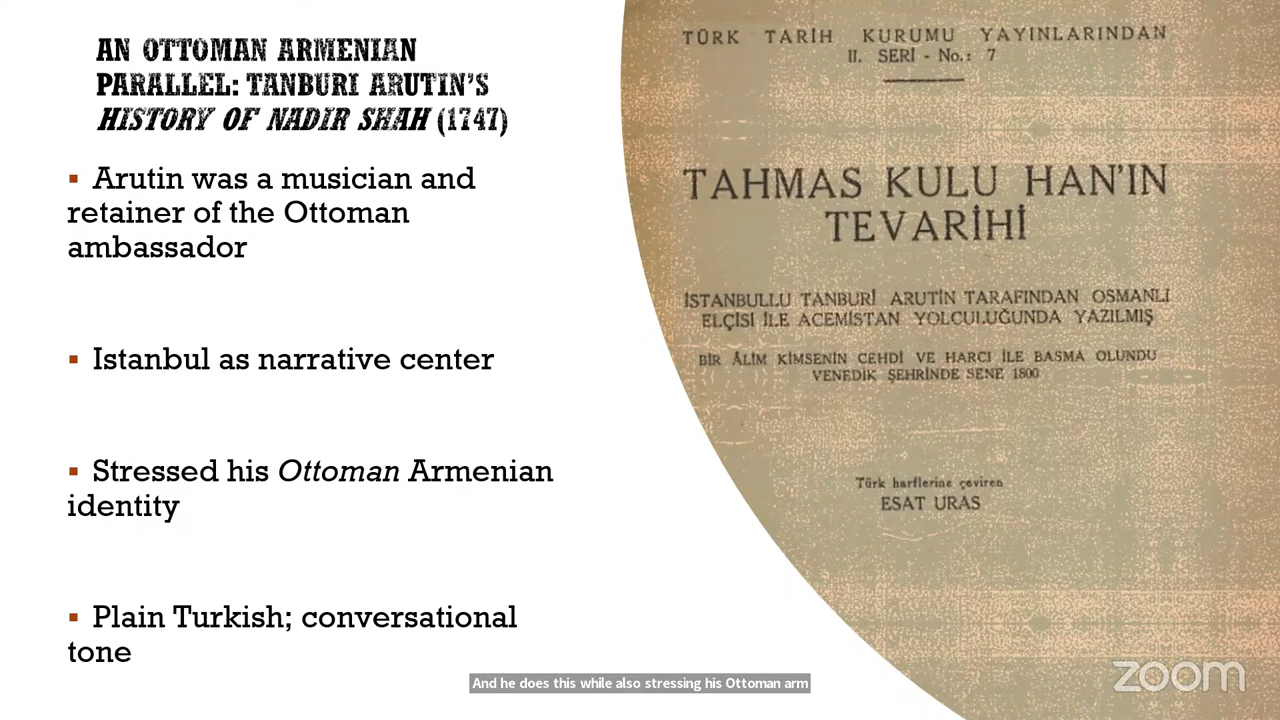 AN OTTOMAN ARMENIAN
PARALLEL: TANBURI ARUTIN'S
HISTORY OF NADIR SHAH (1747)
▪ Arutin was a musician and
retainer of the Ottoman
ambassador
▪ Istanbul as narrative center
▪ Stressed his Ottoman Armenian
identity
▪ Plain Turkish; conversational
tone
TÜRK TARİH KURUMU YAYINLARINDAN
II. SERİ - No.: 7
TAHMAS KULU HAN'IN
TEVARİHİ
İSTANBULLU TANBURİ ARUTİN TARAFINDAN OSMANLI
ELÇİSİ İLE ACEMİSTAN YOLCULUĞUNDA YAZILMIŞ
BİR ÂLİM KİMSENİN CEHDİ VE HARCI İLE BASMA OLUNDU
VENEDİK ŞEHRİNDE SENE 1800
Türk harflerine çeviren
ESAT URAS
And he does this while also stressing his Ottoman arm
zoom